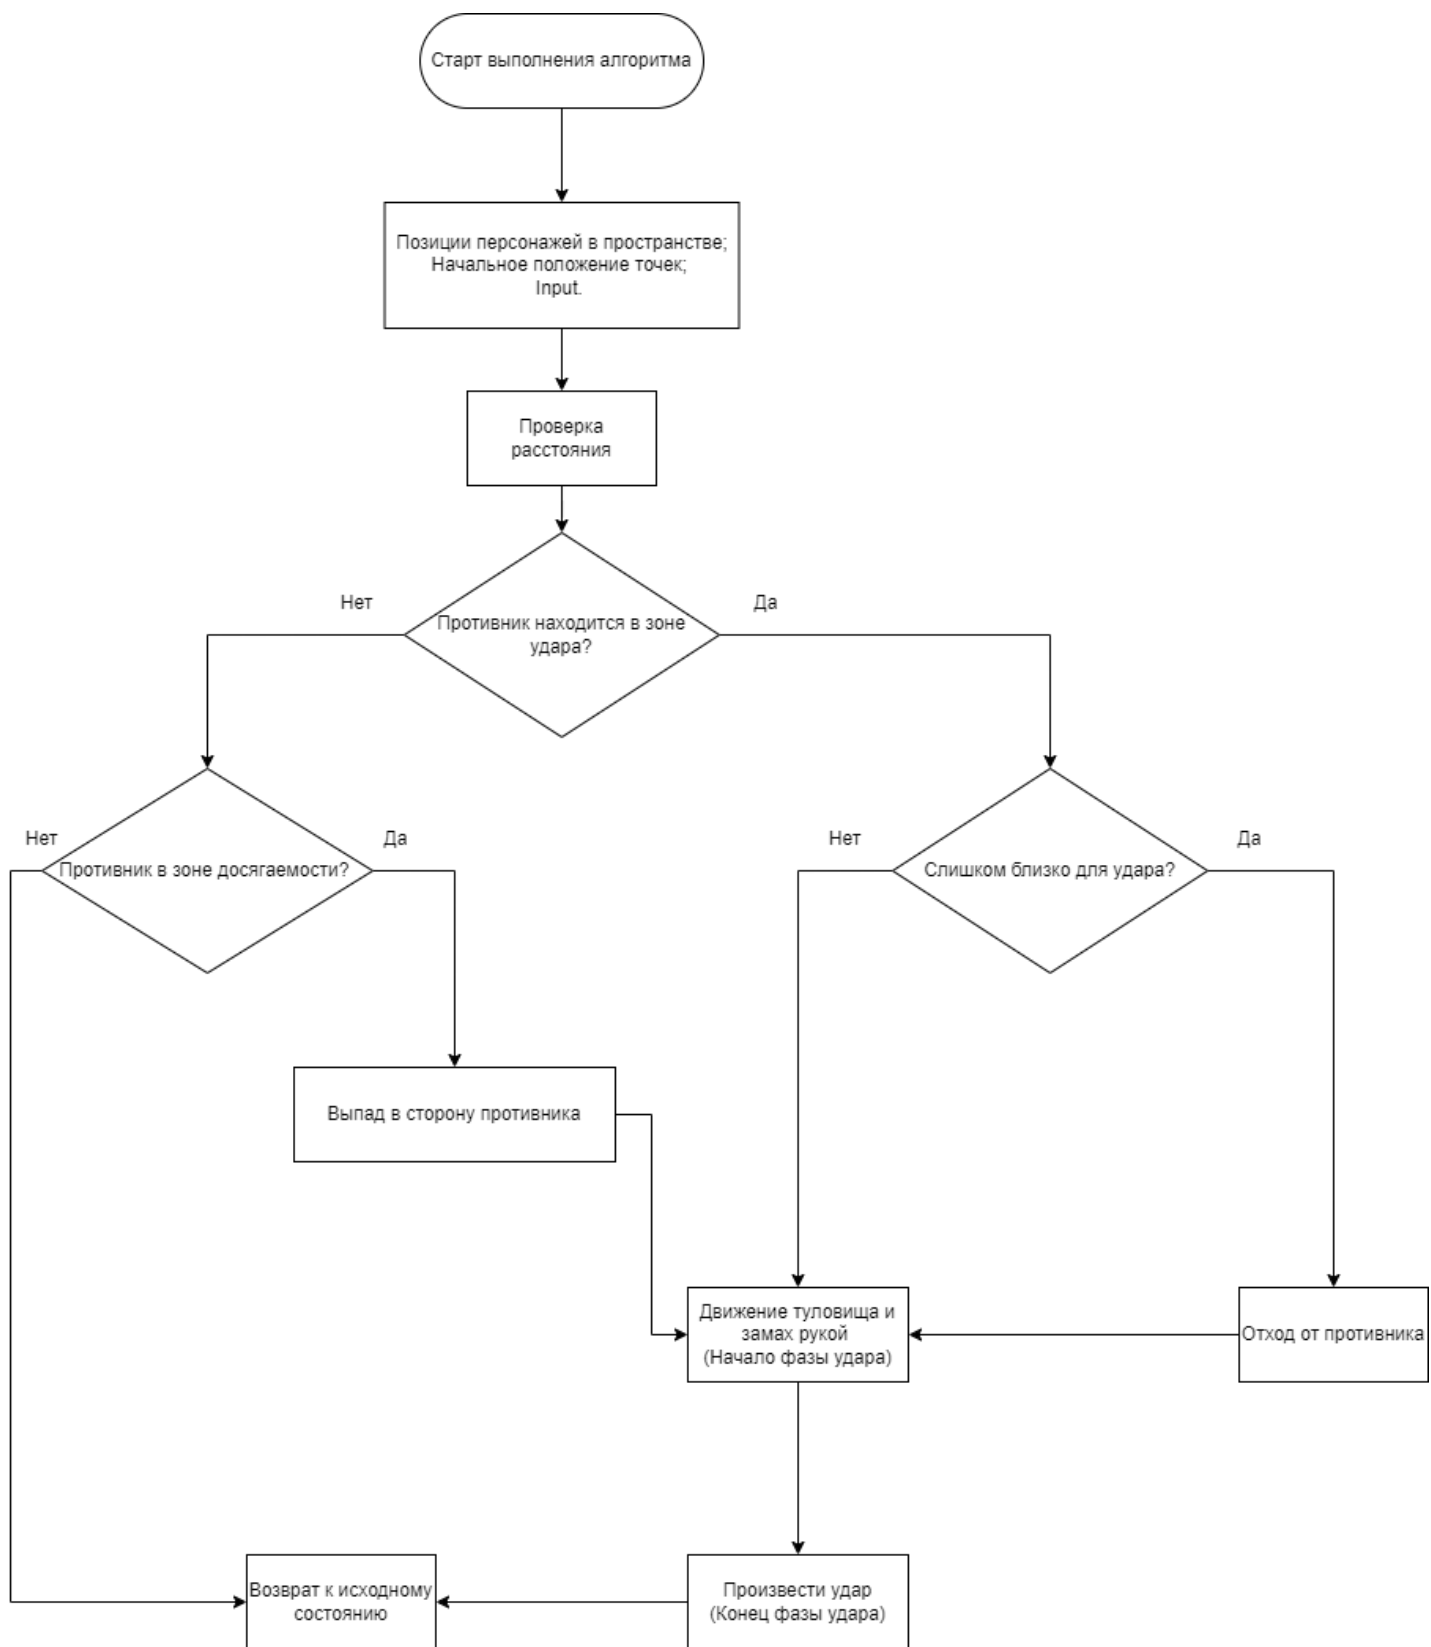 Старт выполнения алгоритма
Позиции персонажей в пространстве;
Начальное положение точек;
Input.
Проверка
расстояния
Нет
Да
Противник находится в зоне
удара?
Нет
Да
Противник в зоне досягаемости?
Нет
Да
Слишком близко для удара?
Выпад в сторону противника
Движение туловища и
замах рукой
(Начало фазы удара)
Отход от противника
Возврат к исходному
состоянию
Произвести удар
(Конец фазы удара)